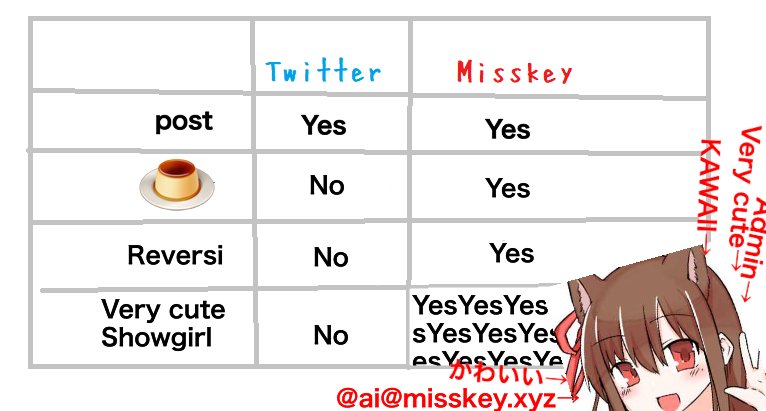 Twitter Misskey
post Yes Yes
No Yes
Reversi No Yes
Very cute
Showgirl No
YesYesYes
sYesYesYes
esYesYesYe
かわいい→
@ai@misskey.xyz→
KAWAII→
Very cute→
Admin→